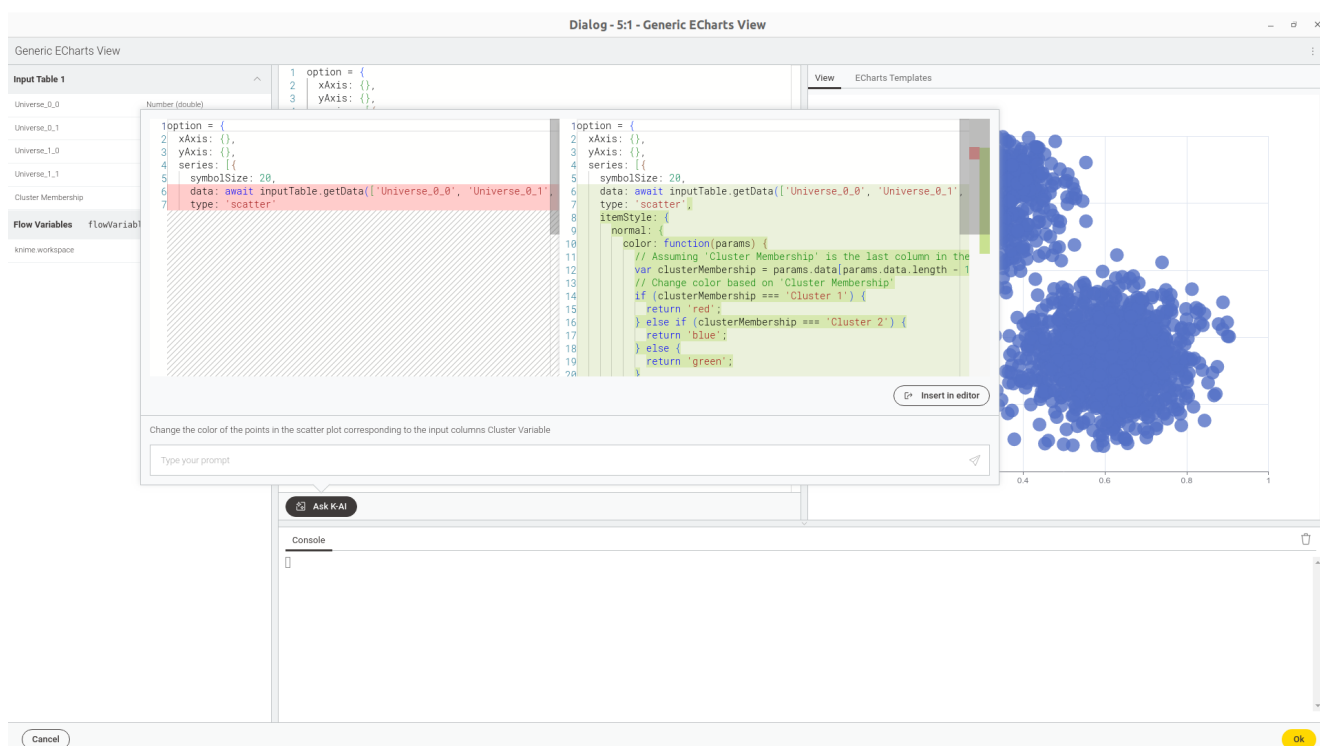 Dialog - 5:1 - Generic ECharts View
Generic ECharts View
Input Table 1
Universe_0_0 Number (double)
Universe_0_1
Universe_1_0
Universe_1_1
Cluster Membership
Flow Variables flowVariabl
knime.workspace
1 option = {
2 xAxis: {},
3 yAxis: {},
1 option = {
2 xAxis: {},
3 yAxis: {},
4 series: [{
5 symbolSize: 20,
6 data: await inputTable.getData(['Universe_0_0', 'Universe_0_1',
7 type: 'scatter'
1 option = {
2 xAxis: {},
3 yAxis: {},
4 series: [{
5 symbolSize: 20,
6 data: await inputTable.getData(['Universe_0_0', 'Universe_0_1',
7 type: 'scatter',
8 itemStyle: {
9 normal: {
10 color: function(params) {
11 // Assuming 'Cluster Membership' is the last column in the
12 var clusterMembership = params.data[params.data.length - 1
13 // Change color based on 'Cluster Membership'
14 if (clusterMembership === 'Cluster 1') {
15 return 'red';
16 } else if (clusterMembership === 'Cluster 2') {
17 return 'blue';
18 } else {
19 return 'green';
20 }
Insert in editor
Change the color of the points in the scatter plot corresponding to the input columns Cluster Variable
Type your prompt
Ask K-AI
View ECharts Templates
0.4 0.6 0.8 1
Console
Cancel
Ok